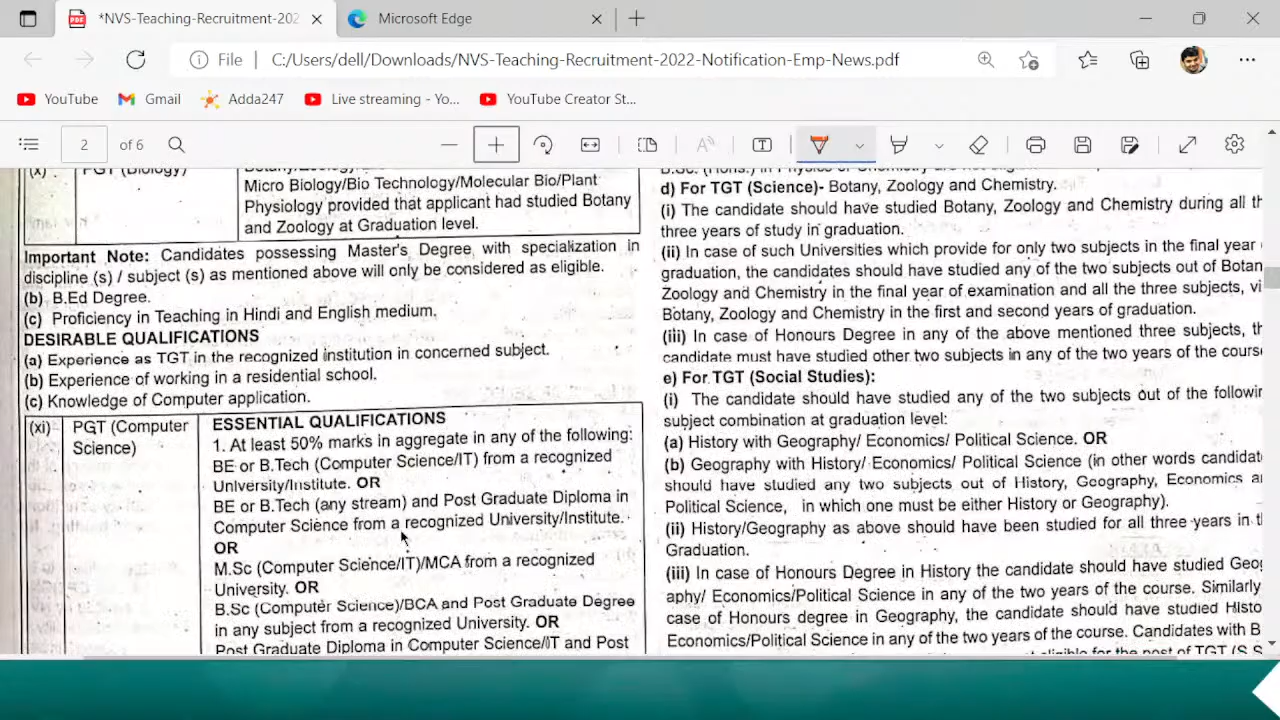 *NVS-Teaching-Recruitment-202
Microsoft Edge
File
C:/Users/dell/Downloads/NVS-Teaching-Recruitment-2022-Notification-Emp-News.pdf
YouTube
Gmail
Adda247
Live streaming - Yo...
YouTube Creator St...
2 of 6
(x) PGT (Biology)
Micro Biology/Bio Technology/Molecular Bio/Plant
Physiology provided that applicant had studied Botany
and Zoology at Graduation level.
Important Note: Candidates possessing Master's Degree with specialization in
discipline (s) / subject (s) as mentioned above will only be considered as eligible.
(b) B.Ed Degree.
(c) Proficiency in Teaching in Hindi and English medium.
DESIRABLE QUALIFICATIONS
(a) Experience as TGT in the recognized institution in concerned subject.
(b) Experience of working in a residential school.
(c) Knowledge of Computer application.
(xi) PGT (Computer
Science)
ESSENTIAL QUALIFICATIONS
1. At least 50% marks in aggregate in any of the following:
BE or B.Tech (Computer Science/IT) from a recognized
University/Institute. OR
BE or B.Tech (any stream) and Post Graduate Diploma in
Computer Science from a recognized University/Institute.
OR
M.Sc (Computer Science/IT)/MCA from a recognized
University. OR
B.Sc (Computer Science)/BCA and Post Graduate Degree
in any subject from a recognized University. OR
Post Graduate Diploma in Computer Science/IT and Post
d) For TGT (Science)- Botany, Zoology and Chemistry.
(i) The candidate should have studied Botany, Zoology and Chemistry during all th
three years of study in graduation.
(ii) In case of such Universities which provide for only two subjects in the final year
graduation, the candidates should have studied any of the two subjects out of Botan
Zoology and Chemistry in the final year of examination and all the three subjects, vi
Botany, Zoology and Chemistry in the first and second years of graduation.
(iii) In case of Honours Degree in any of the above mentioned three subjects, th
candidate must have studied other two subjects in any of the two years of the cours
e) For TGT (Social Studies):
(i) The candidate should have studied any of the two subjects out of the followin
subject combination at graduation level:
(a) History with Geography/ Economics/ Political Science. OR
(b) Geography with History/ Economics/ Political Science (in other words candidat
should have studied any two subjects out of History, Geography, Economics a
Political Science, in which one must be either History or Geography).
(ii) History/Geography as above should have been studied for all three years in t
Graduation.
(iii) In case of Honours Degree in History the candidate should have studied Geog
aphy/ Economics/Political Science in any of the two years of the course. Similarly
case of Honours degree in Geography, the candidate should have studied Histo
Economics/Political Science in any of the two years of the course. Candidates with B